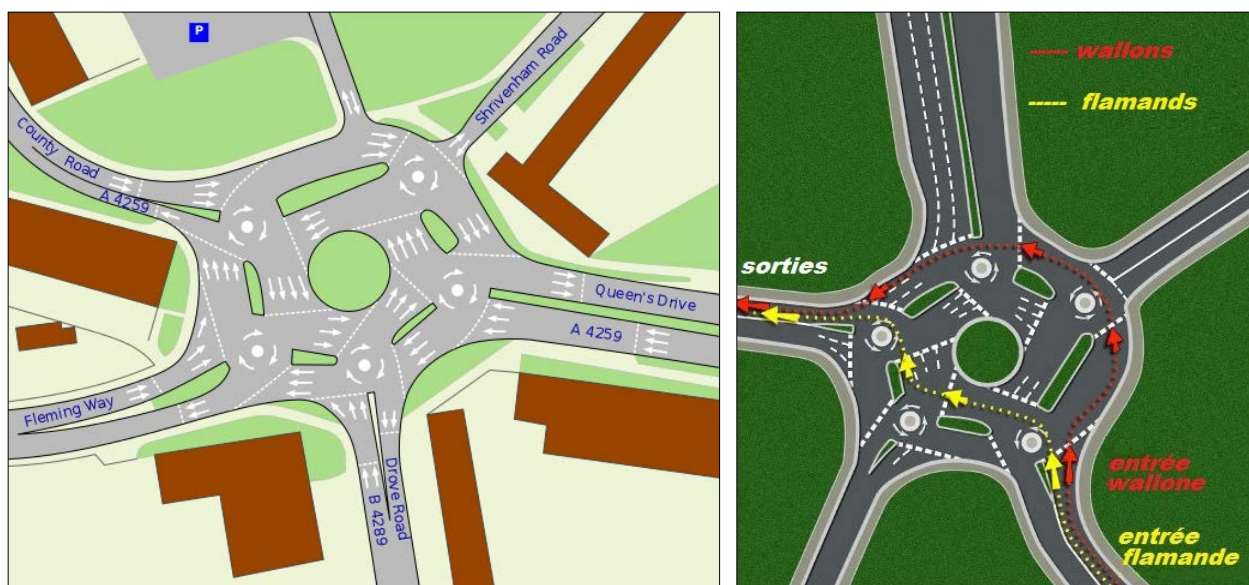 P
Shrivenham Road
County Road
A 4259
Queen's Drive
A 4259
Fleming Way
Drove Road
B 4289
wallons
flamands
sorties
entrée
wallone
entrée
flamande